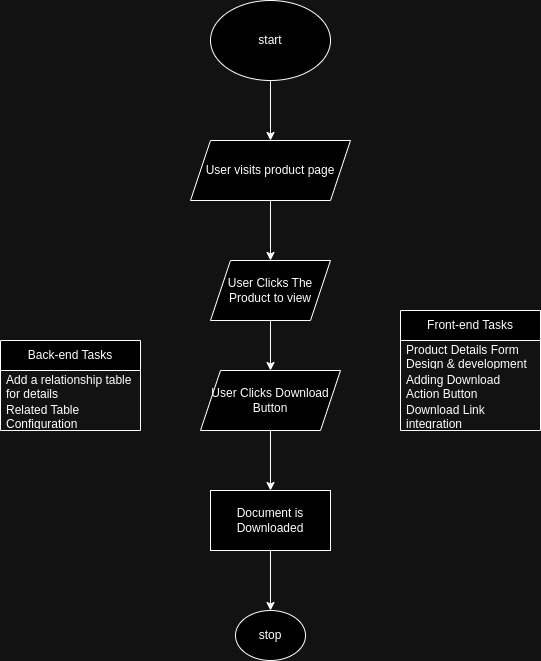 start
User visits product page
User Clicks The
Product to view
User Clicks Download
Button
Document is
Downloaded
stop
Back-end Tasks
Add a relationship table
for details
Related Table
Configuration
Front-end Tasks
Product Details Form
Design & development
Adding Download
Action Button
Download Link
integration